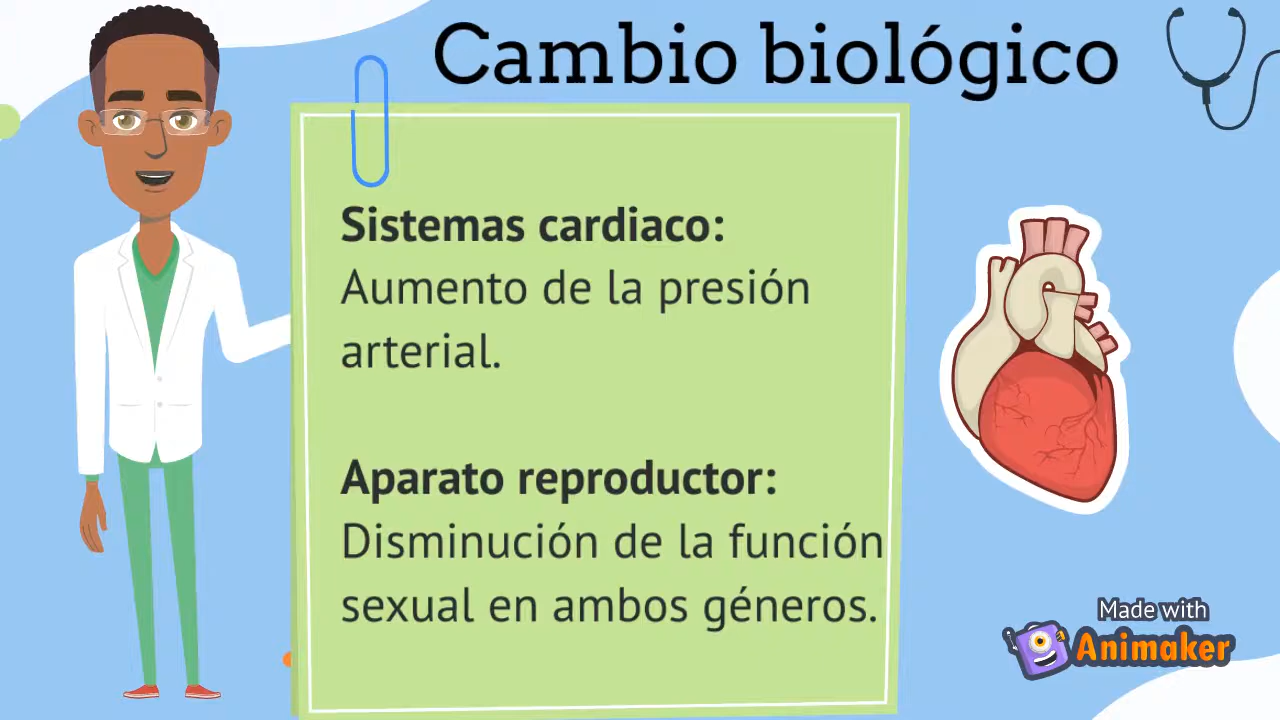 Cambio biológico
Sistemas cardiaco:
Aumento de la presión
arterial.
Aparato reproductor:
Disminución de la función
sexual en ambos géneros.
Made with
Animaker